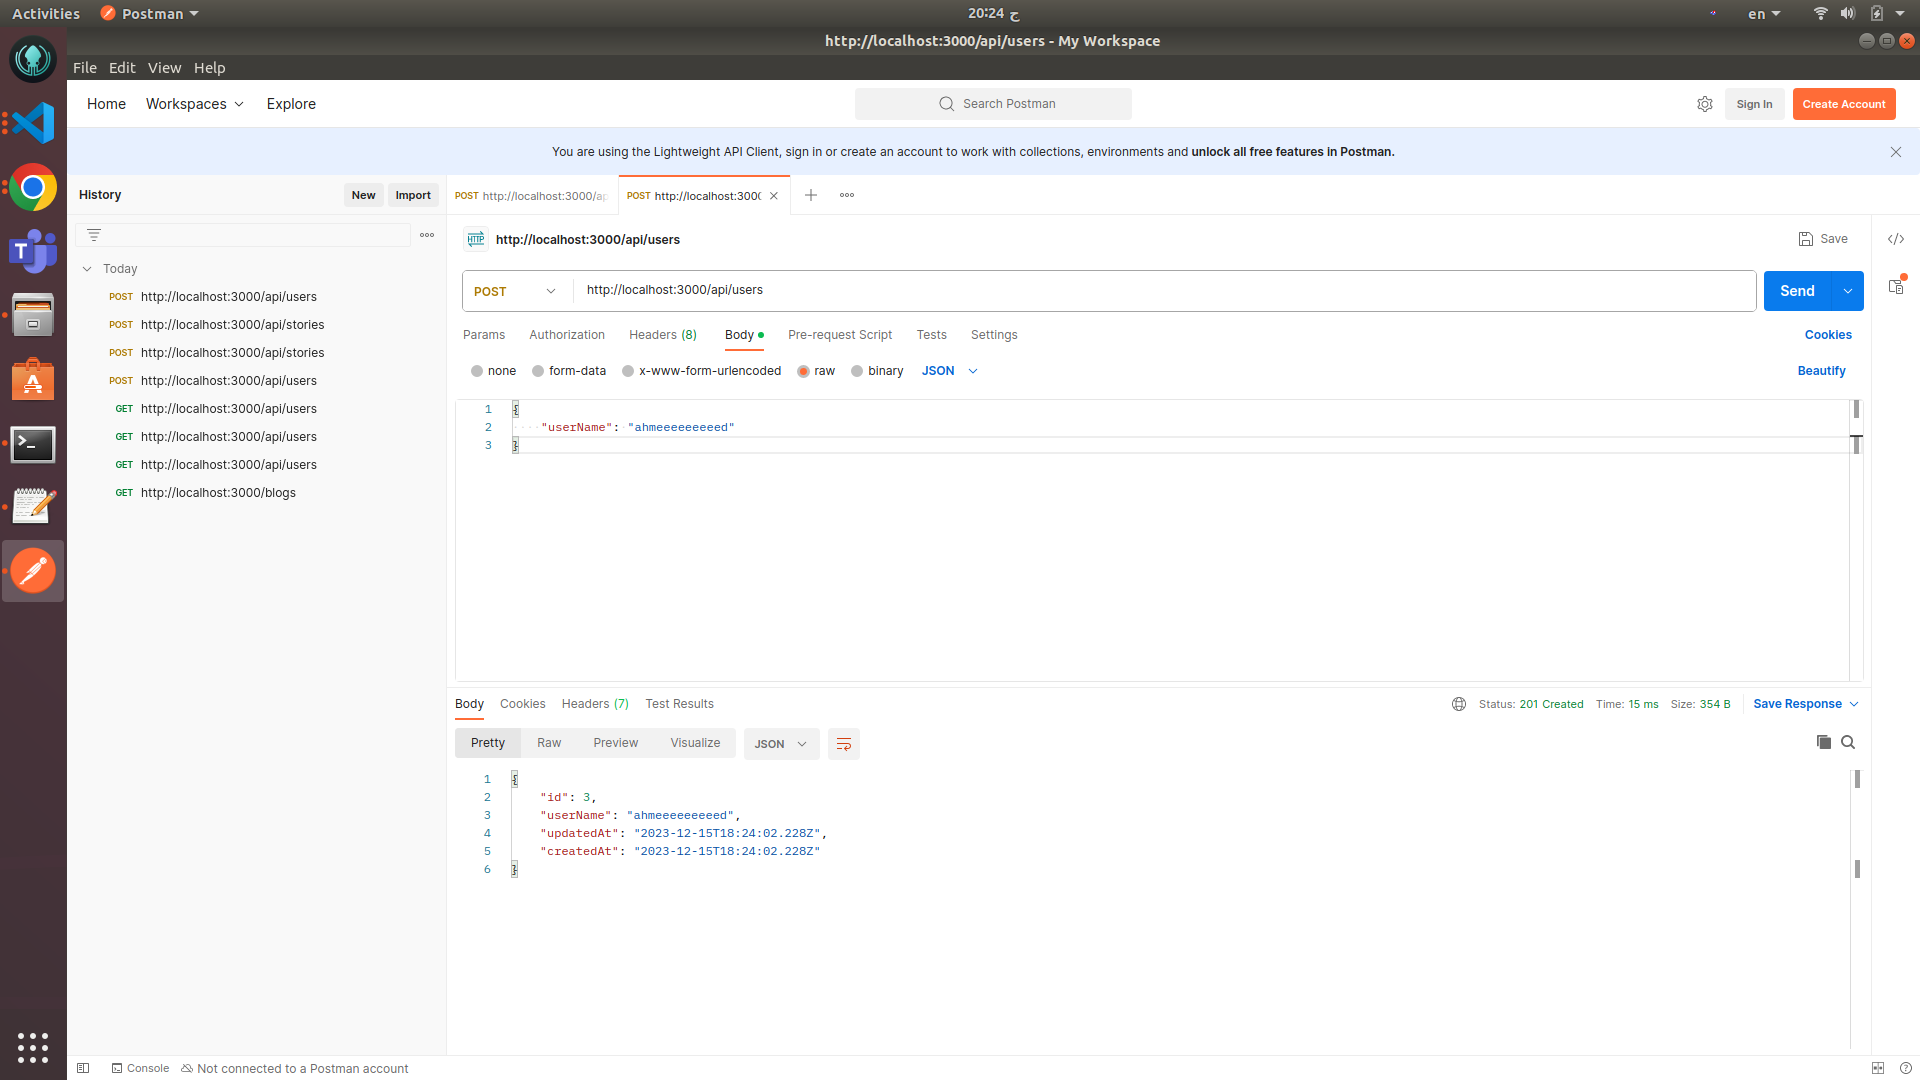 Activities Postman 20:24 ح en
http://localhost:3000/api/users - My Workspace
File Edit View Help
Home Workspaces Explore Search Postman Sign In Create Account
You are using the Lightweight API Client, sign in or create an account to work with collections, environments and unlock all free features in Postman.
History New Import
POST http://localhost:3000/ap POST http://localhost:3000
HTTP http://localhost:3000/api/users Save
Today
POST http://localhost:3000/api/users
POST http://localhost:3000/api/stories
POST http://localhost:3000/api/stories
POST http://localhost:3000/api/users
GET http://localhost:3000/api/users
GET http://localhost:3000/api/users
GET http://localhost:3000/api/users
GET http://localhost:3000/blogs
POST http://localhost:3000/api/users Send
Params Authorization Headers (8) Body Pre-request Script Tests Settings Cookies
none form-data x-www-form-urlencoded raw binary JSON Beautify
1 {
2 "userName": "ahmeeeeeeeeed"
3 }
Body Cookies Headers (7) Test Results Status: 201 Created Time: 15 ms Size: 354 B Save Response
Pretty Raw Preview Visualize JSON
1 {
2 "id": 3,
3 "userName": "ahmeeeeeeeeed",
4 "updatedAt": "2023-12-15T18:24:02.228Z",
5 "createdAt": "2023-12-15T18:24:02.228Z"
6 }
Console Not connected to a Postman account